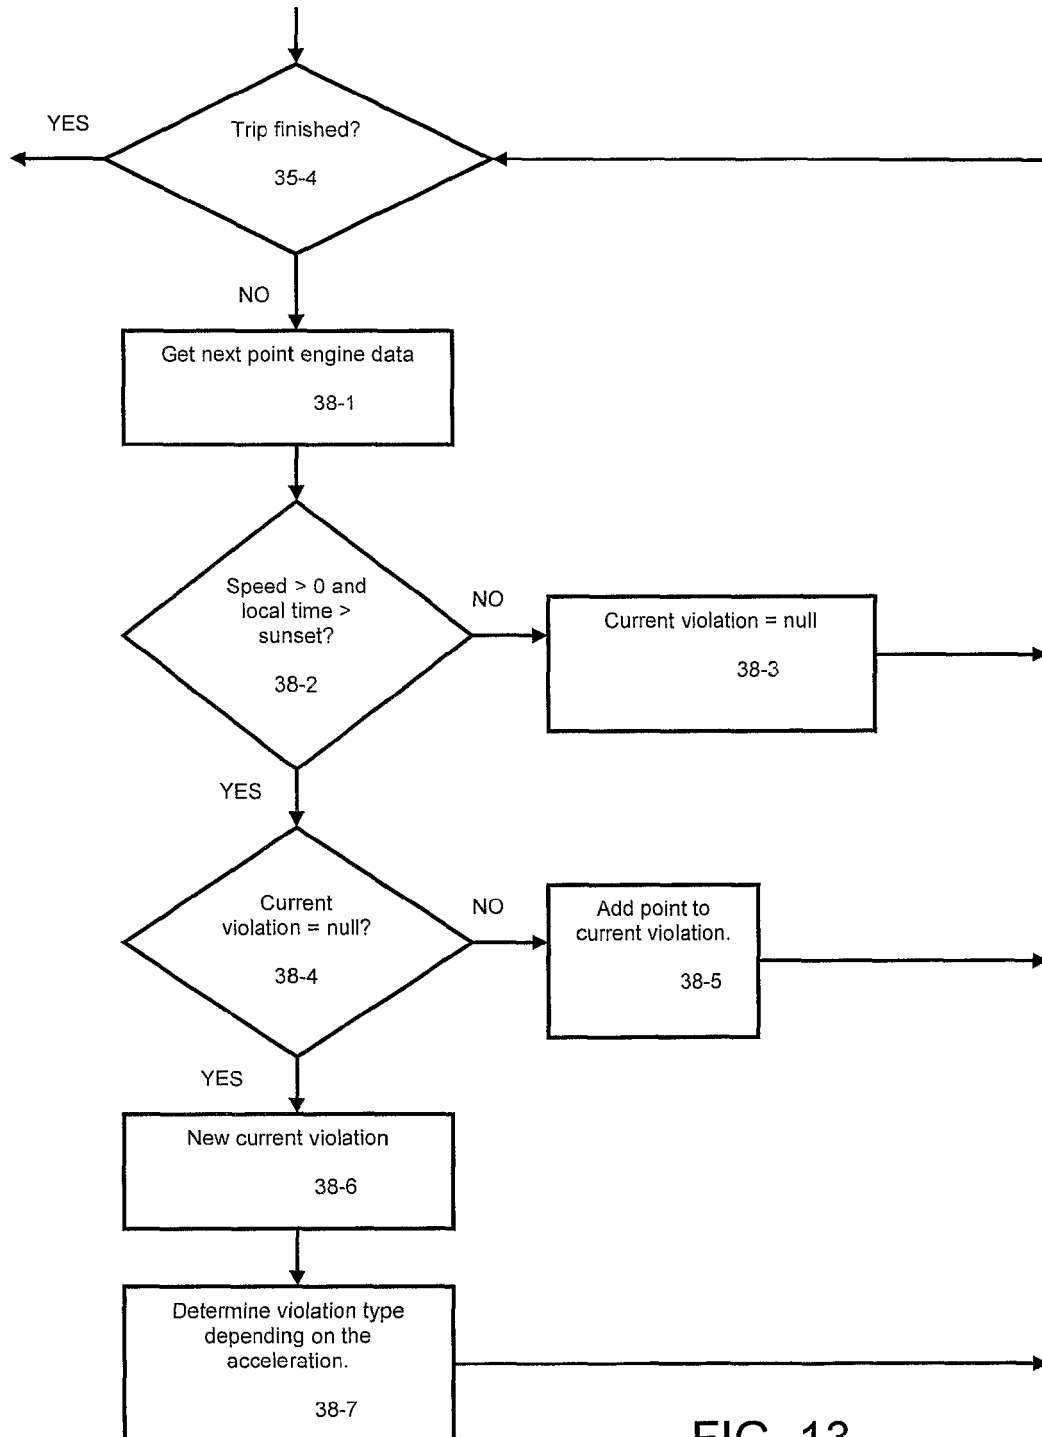 YES
Trip finished?
35-4
NO
Get next point engine data
38-1
Speed > 0 and
local time >
sunset?
38-2
NO
Current violation = null
38-3
YES
Current
violation = null?
38-4
NO
Add point to
current violation.
38-5
YES
New current violation
38-6
Determine violation type
depending on the
acceleration.
38-7
FIG. 13